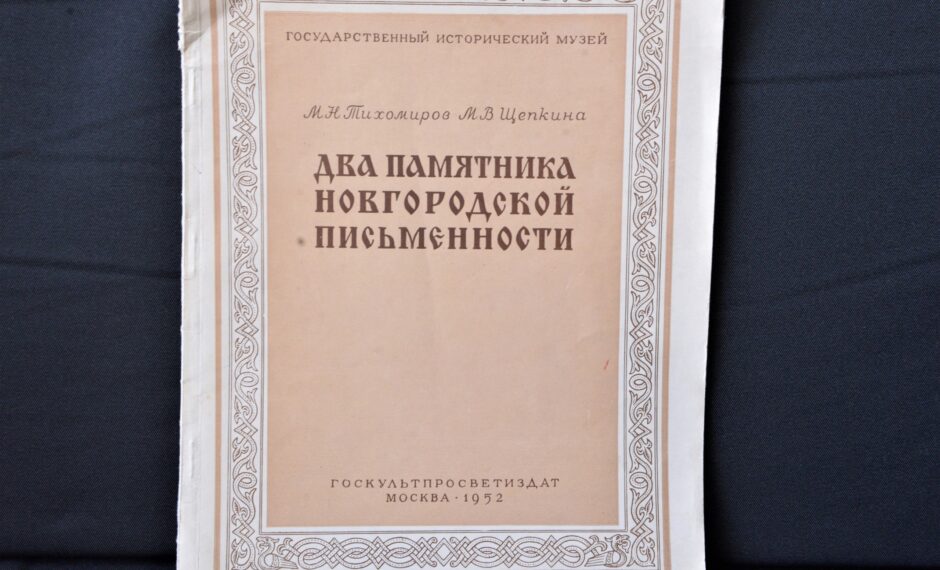 ГОСУДАРСТВЕННЫЙ ИСТОРИЧЕСКИЙ МУЗЕЙ
М.Н.Тихомиров М.В.Щепкина
ДВА ПАМЯТНИКА
НОВГОРОДСКОЙ
ПИСЬМЕННОСТИ
ГОСКУЛЬТПРОСВЕТИЗДАТ
МОСКВА · 1952